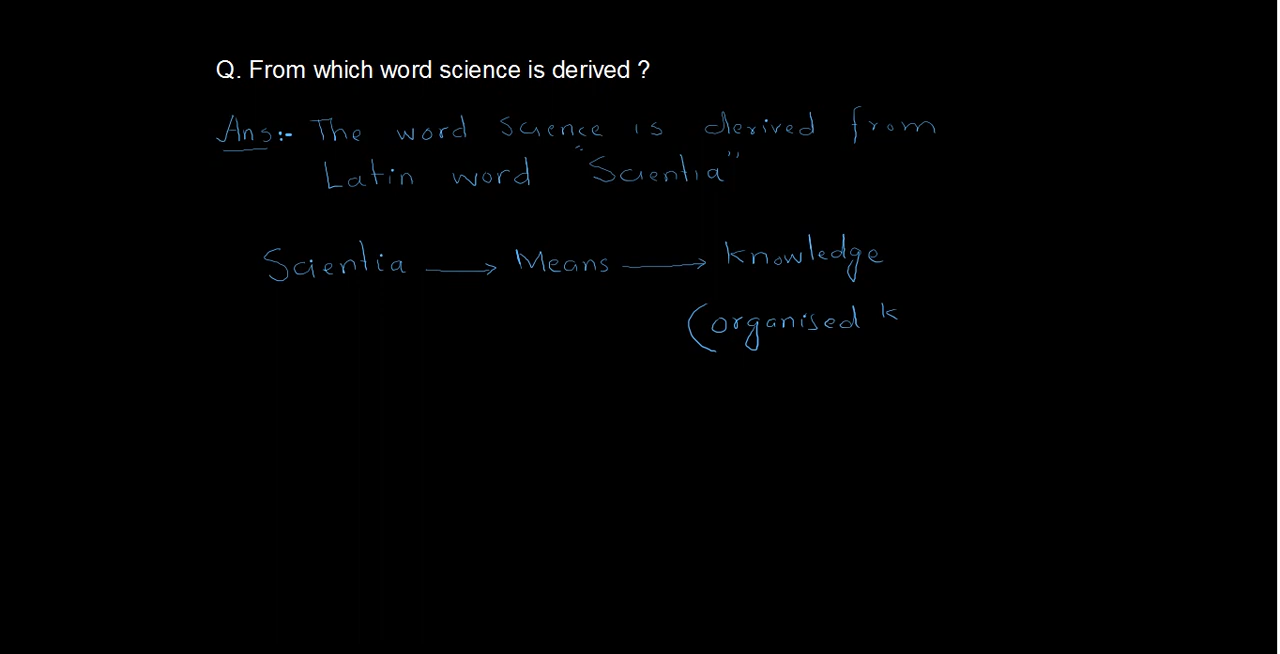 Q. From which word science is derived ?
Ans:- The word Science is derived from
Latin word "Scientia"
Scientia → Means → Knowledge
(organised k